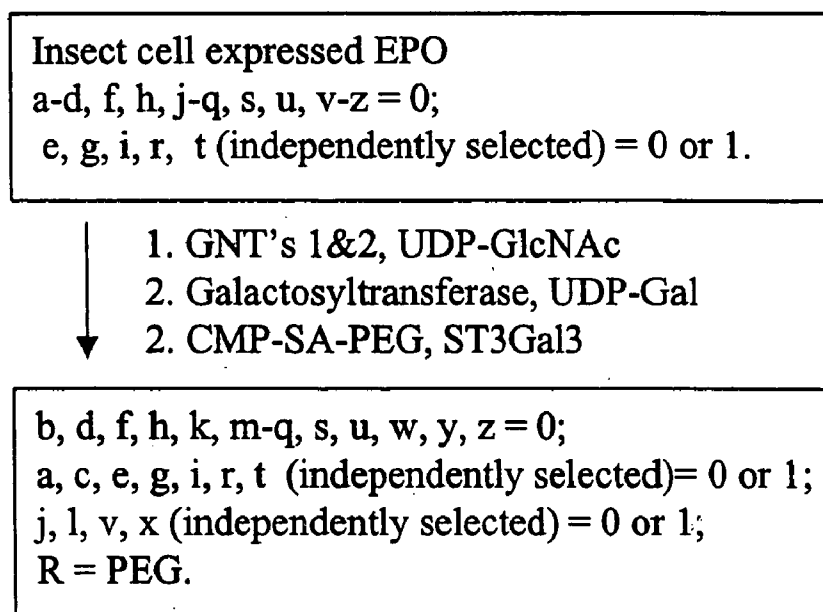 Insect cell expressed EPO
a-d, f, h, j-q, s, u, v-z = 0;
e, g, i, r, t (independently selected) = 0 or 1.
1. GNT's 1&2, UDP-GlcNAc
2. Galactosyltransferase, UDP-Gal
2. CMP-SA-PEG, ST3Gal3
b, d, f, h, k, m-q, s, u, w, y, z = 0;
a, c, e, g, i, r, t (independently selected)= 0 or 1;
j, l, v, x (independently selected) = 0 or 1;
R = PEG.